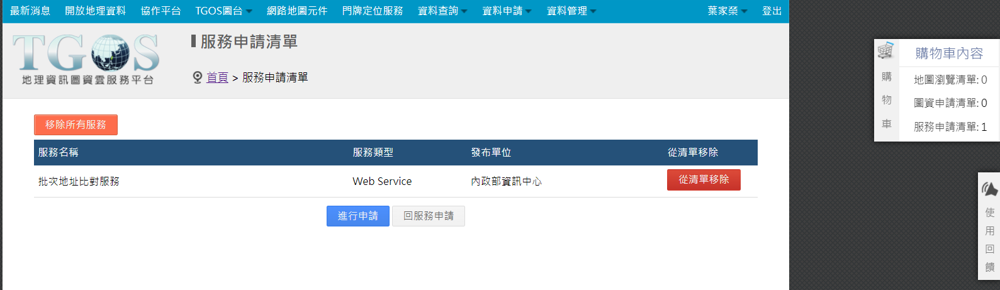 最新消息 開放地理資料 協作平台 TGOS圖台 網路地圖元件 門牌定位服務 資料查詢 資料申請 資料管理 葉家榮 登出
TGOS
地理資訊圖資雲服務平台
服務申請清單
首頁 > 服務申請清單
移除所有服務
服務名稱 服務類型 發布單位 從清單移除
批次地址比對服務 Web Service 內政部資訊中心 從清單移除
進行申請 回服務申請
購物車
購物車內容
地圖瀏覽清單: 0
圖資申請清單: 0
服務申請清單: 1
使用回饋